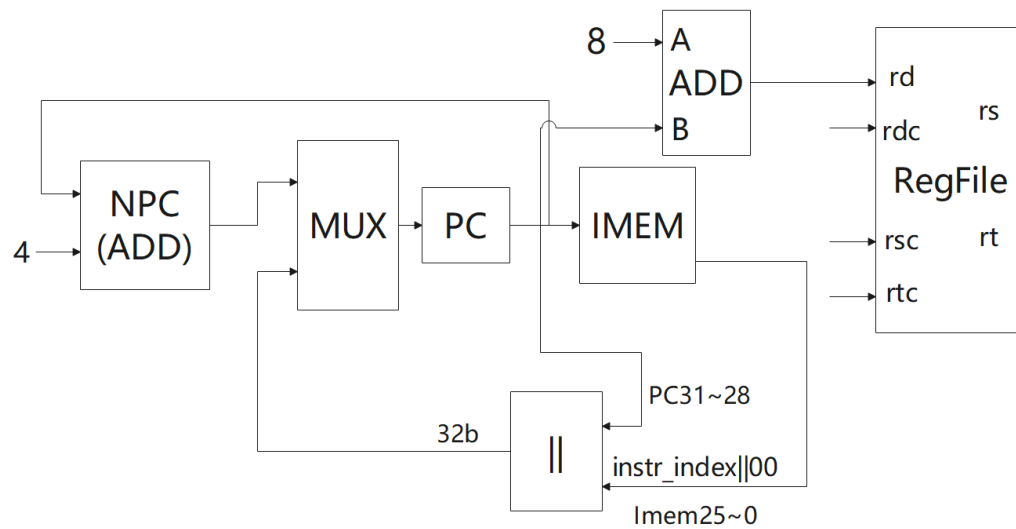 8
A
ADD
B
rd
rs
rdc
RegFile
rsc
rt
rtc
NPC
(ADD)
4
MUX
PC
IMEM
PC31~28
32b
||
instr_index||00
Imem25~0